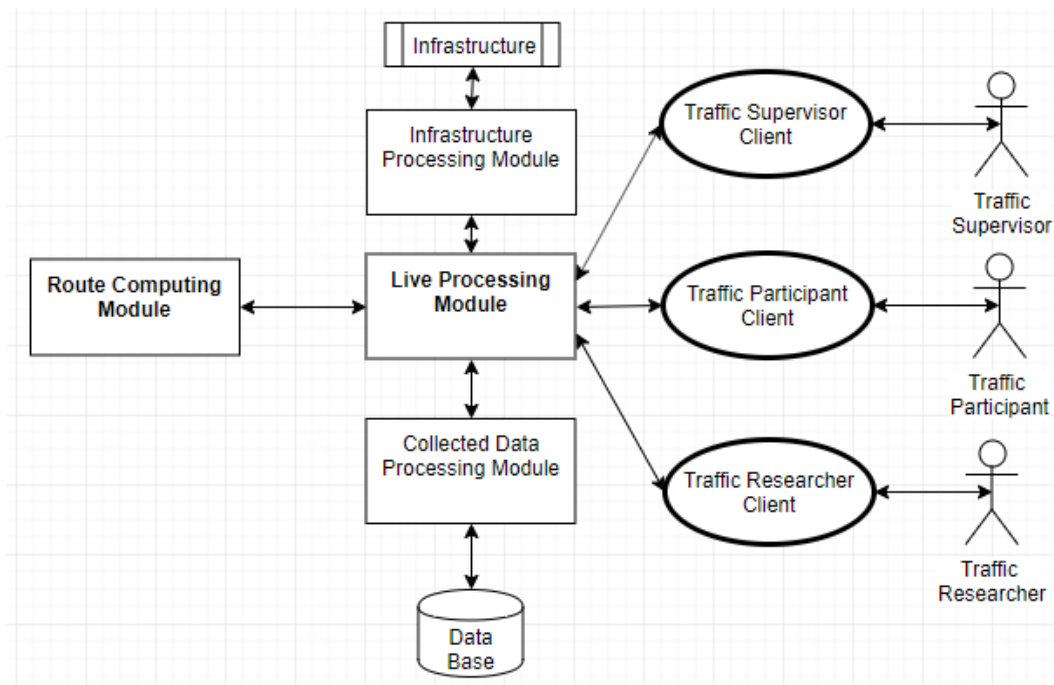 Infrastructure
Infrastructure
Processing Module
Traffic Supervisor
Client
Traffic
Supervisor
Route Computing
Module
Live Processing
Module
Traffic Participant
Client
Traffic
Participant
Collected Data
Processing Module
Traffic Researcher
Client
Traffic
Researcher
Data
Base